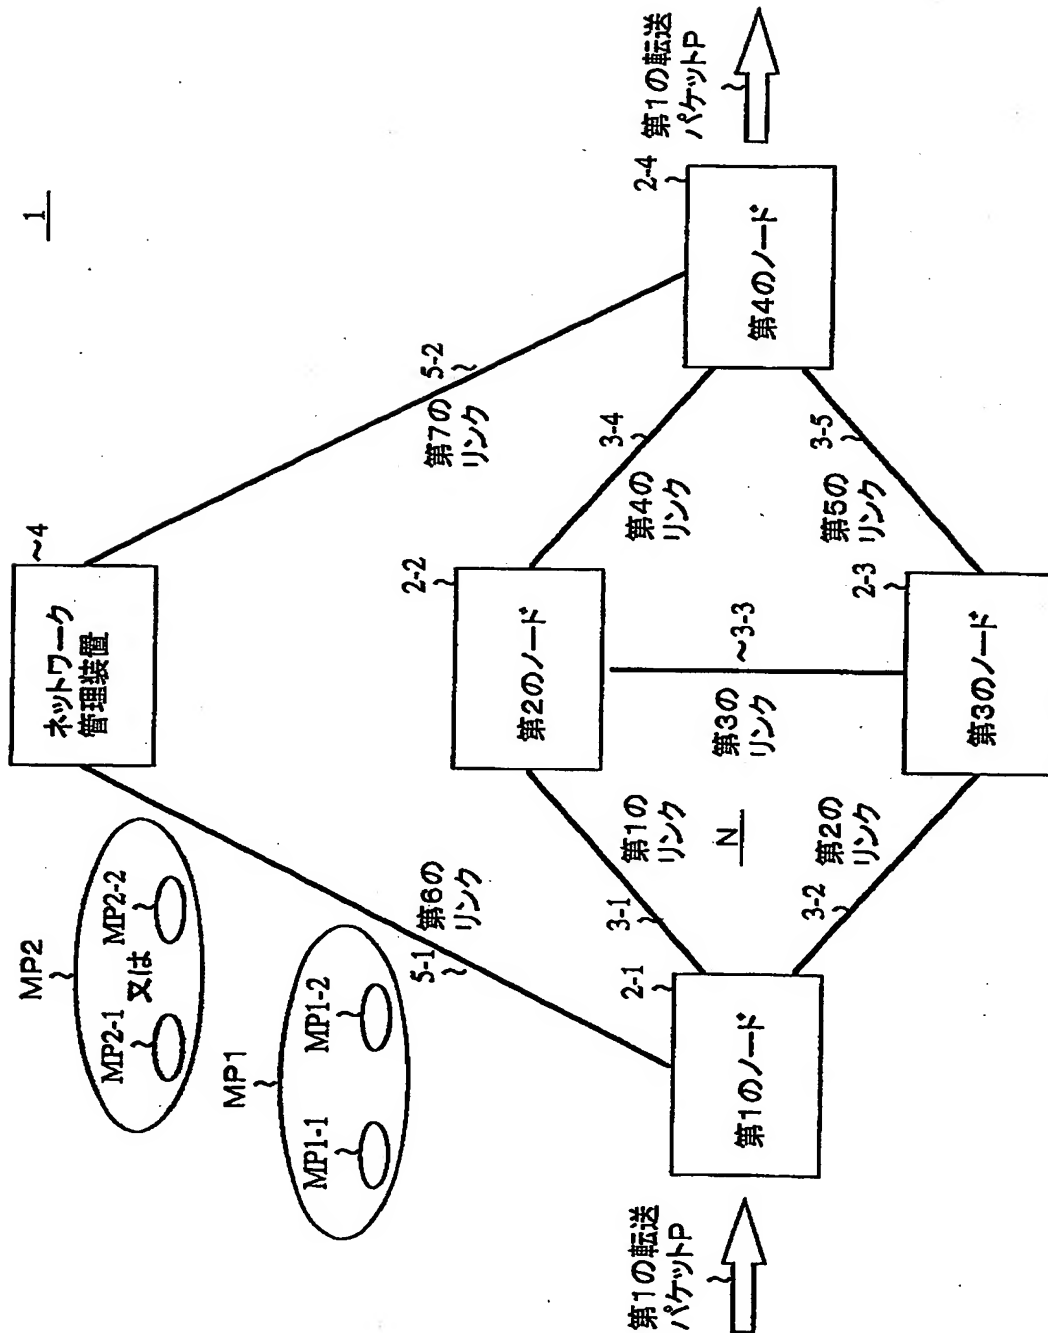 1
ネットワーク
管理装置
~4
MP2
MP2-1
又は
MP2-2
MP1
MP1-1
MP1-2
5-1
第6の
リンク
5-2
第7の
リンク
2-2
第2のノード
3-1
第1の
リンク
3-4
第4の
リンク
N
第3の
リンク
~3-3
3-2
第2の
リンク
3-5
第5の
リンク
2-1
第1のノード
2-3
第3のノード
2-4
第4のノード
第1の転送
パケットP
第1の転送
パケットP